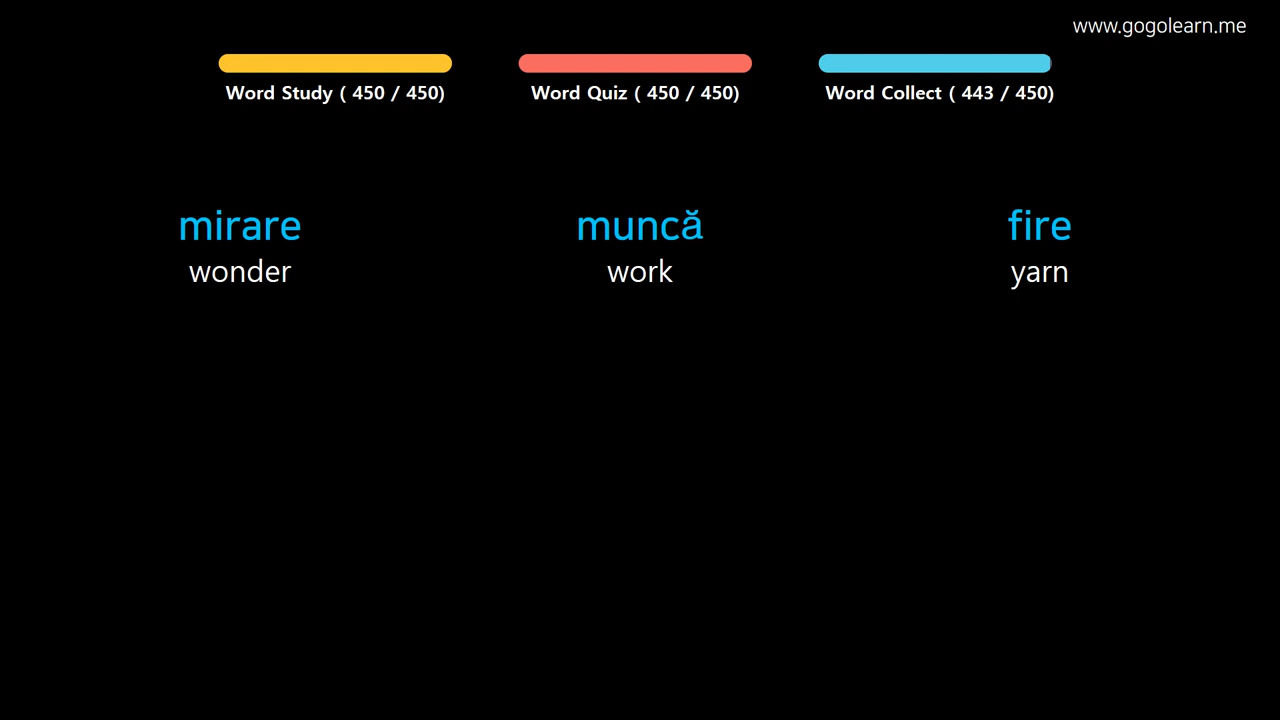 www.gogolearn.me
Word Study ( 450 / 450)
Word Quiz ( 450 / 450)
Word Collect ( 443 / 450)
mirare
wonder
muncă
work
fire
yarn